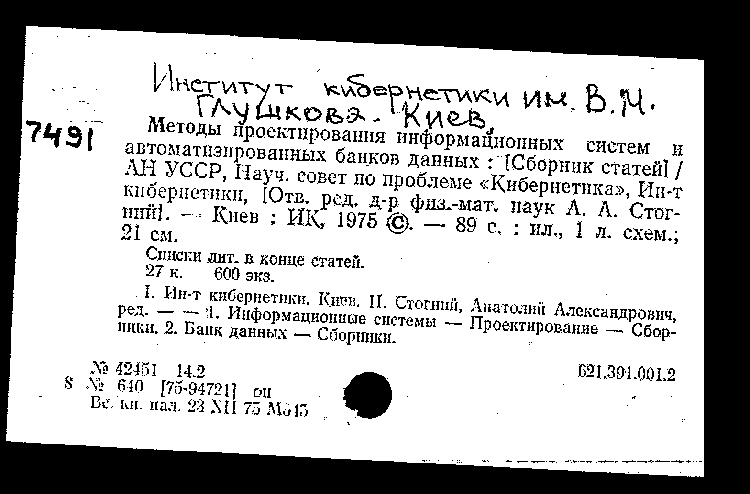 Институт кибернетики им. В.М.
Глушкова. Киев.
7491
Методы проектирования информационных систем и
автоматизированных банков данных : [Сборник статей] /
АН УССР, Науч. совет по проблеме «Кибернетика», Ин-т
кибернетики, [Отв. ред. д-р физ.-мат. наук А. А. Стог-
ний]. — Киев : ИК, 1975 ©. — 89 с. : ил., 1 л. схем.;
21 см.
Списки лит. в конце статей.
27 к. 600 экз.
I. Ин-т кибернетики. Киев. II. Стогний, Анатолий Александрович,
ред. — — 1. Информационные системы — Проектирование — Сбор-
ники. 2. Банк данных — Сборники.
№ 42451 14.2 621.391.001.2
8 № 640 [75-94721] оп
Вс. кн. пал. 23 XII 75